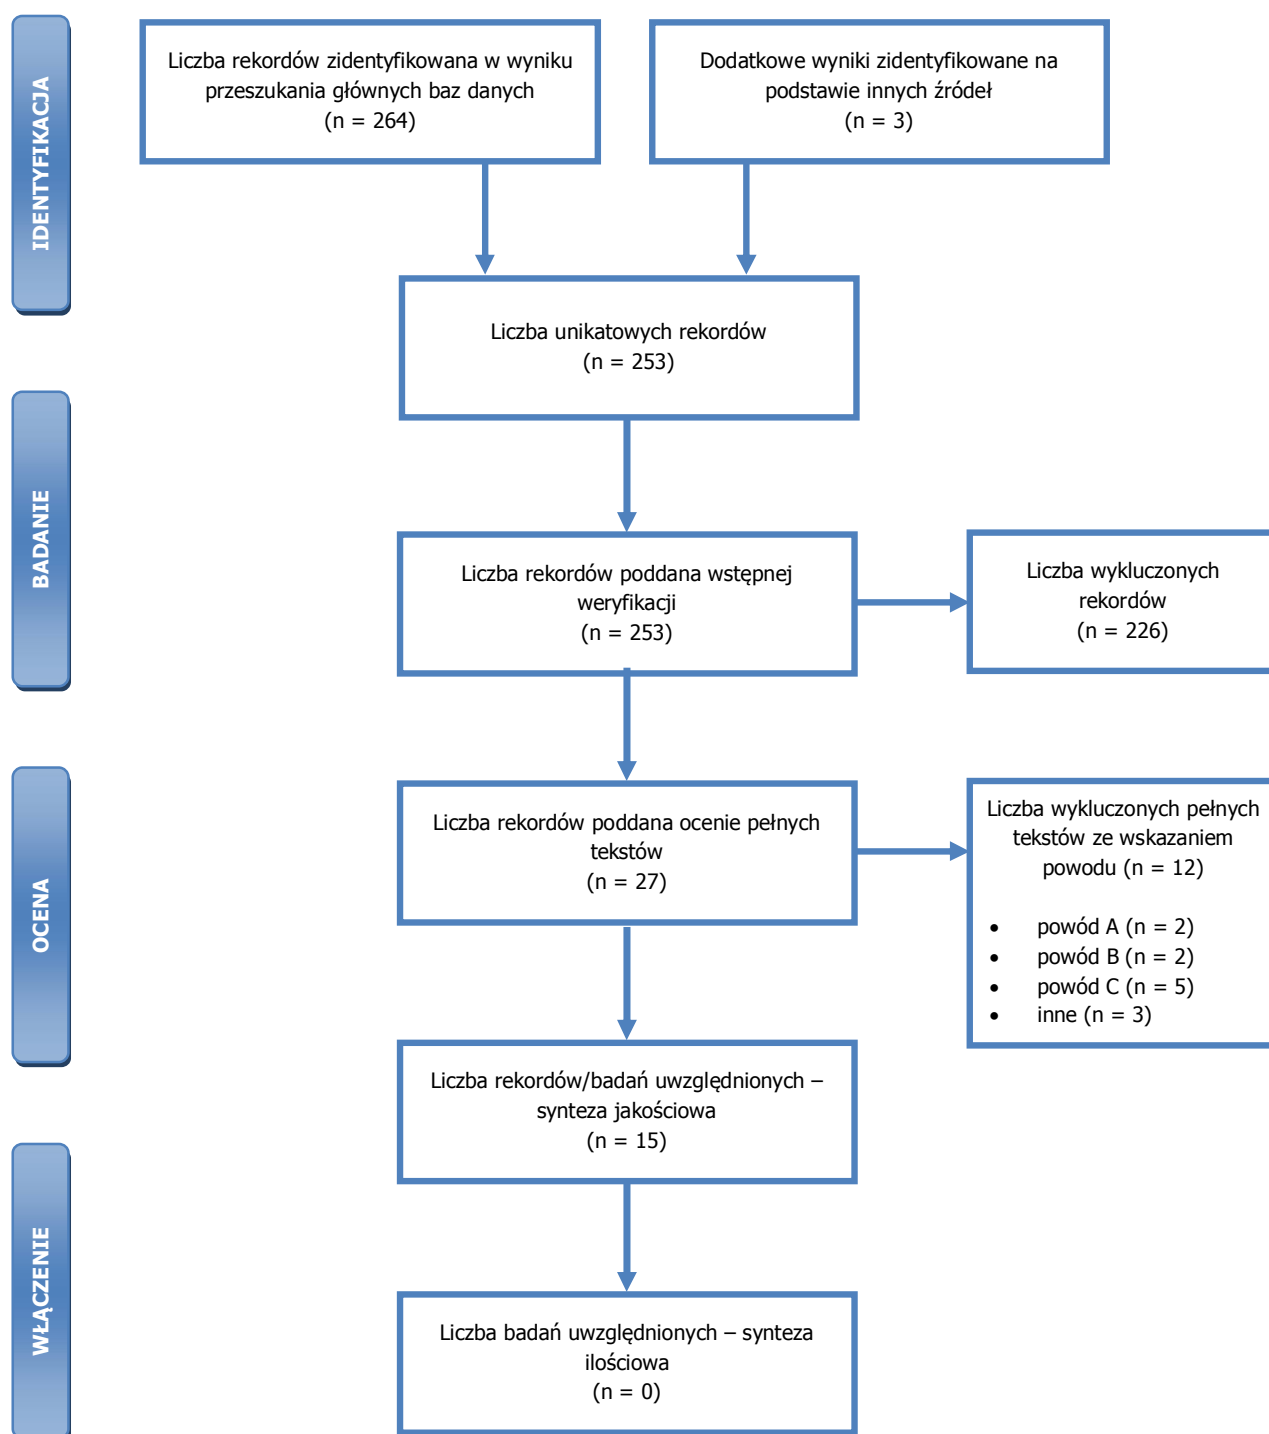 IDENTYFIKACJA
Liczba rekordów zidentyfikowana w wyniku
przeszukania głównych baz danych
(n = 264)
Dodatkowe wyniki zidentyfikowane na
podstawie innych źródeł
(n = 3)
Liczba unikatowych rekordów
(n = 253)
BADANIE
Liczba rekordów poddana wstępnej
weryfikacji
(n = 253)
Liczba wykluczonych
rekordów
(n = 226)
OCENA
Liczba rekordów poddana ocenie pełnych
tekstów
(n = 27)
Liczba wykluczonych pełnych
tekstów ze wskazaniem
powodu (n = 12)
• powód A (n = 2)
• powód B (n = 2)
• powód C (n = 5)
• inne (n = 3)
Liczba rekordów/badań uwzględnionych –
synteza jakościowa
(n = 15)
WŁĄCZENIE
Liczba badań uwzględnionych – synteza
ilościowa
(n = 0)